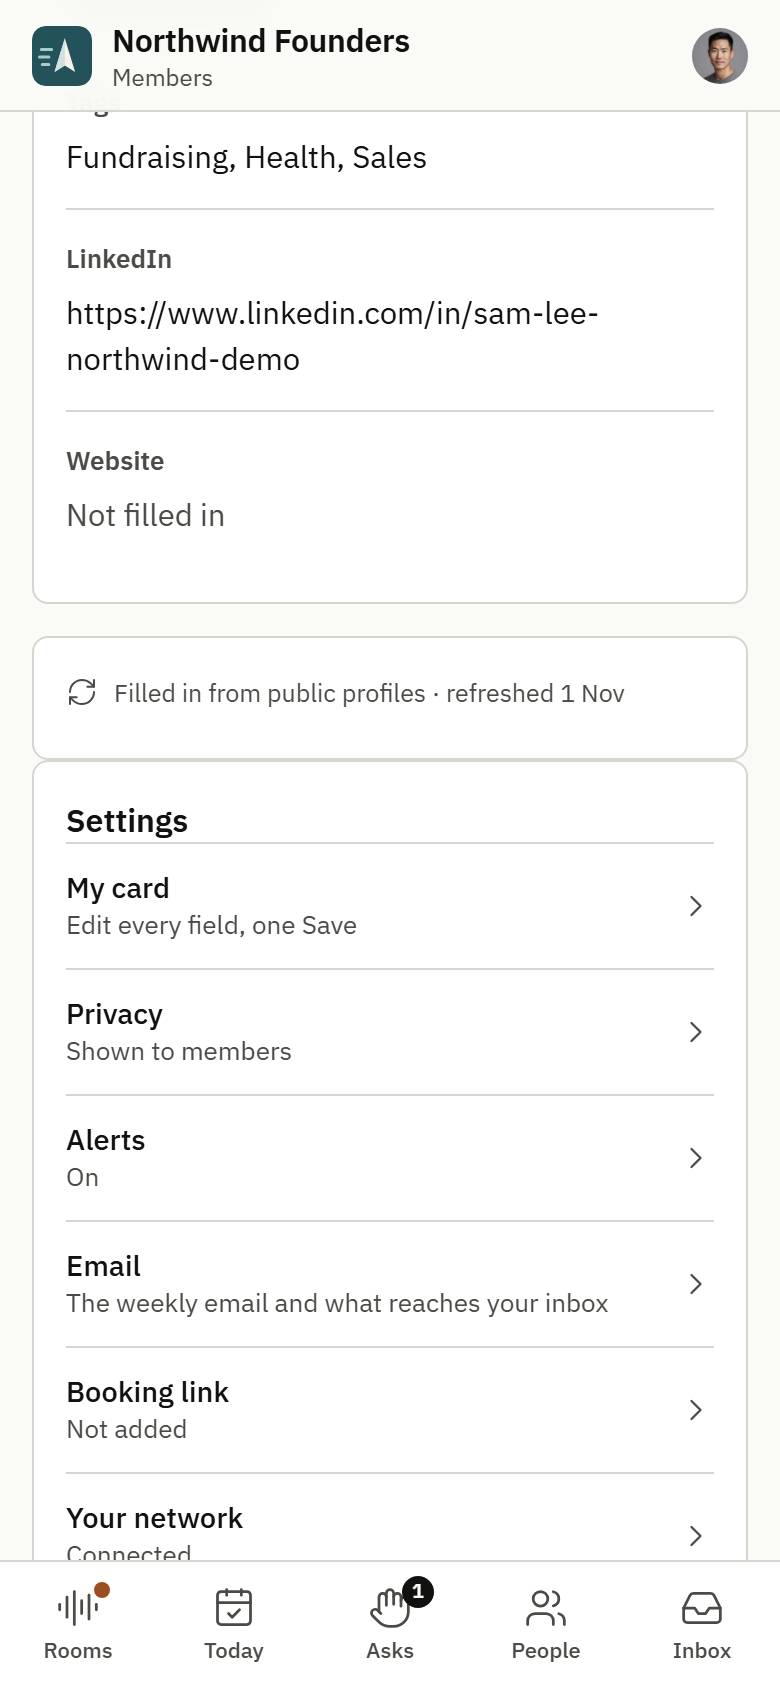 Northwind Founders
Members
Tags
Fundraising, Health, Sales
LinkedIn
https://www.linkedin.com/in/sam-lee-
northwind-demo
Website
Not filled in
Filled in from public profiles · refreshed 1 Nov
Settings
My card
Edit every field, one Save
Privacy
Shown to members
Alerts
On
Email
The weekly email and what reaches your inbox
Booking link
Not added
Your network
Connected
1
Rooms
Today
Asks
People
Inbox